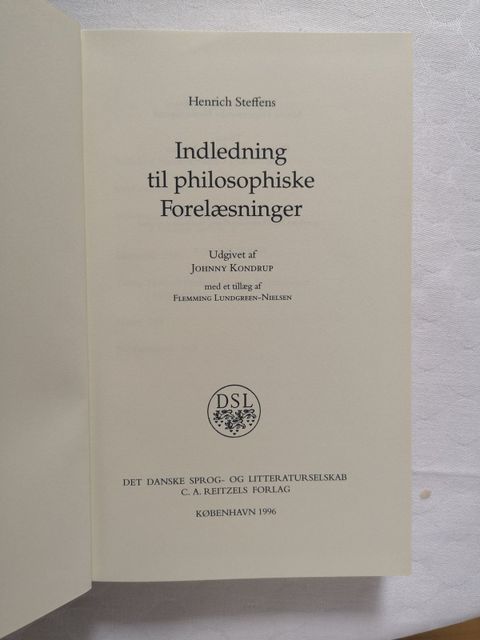 Henrich Steffens
Indledning
til philosophiske
Forelæsninger
Udgivet af
JOHNNY KONDRUP
med et tillæg af
FLEMMING LUNDGREEN-NIELSEN
DSL
DET DANSKE SPROG- OG LITTERATURSELSKAB
C. A. REITZELS FORLAG
KØBENHAVN 1996